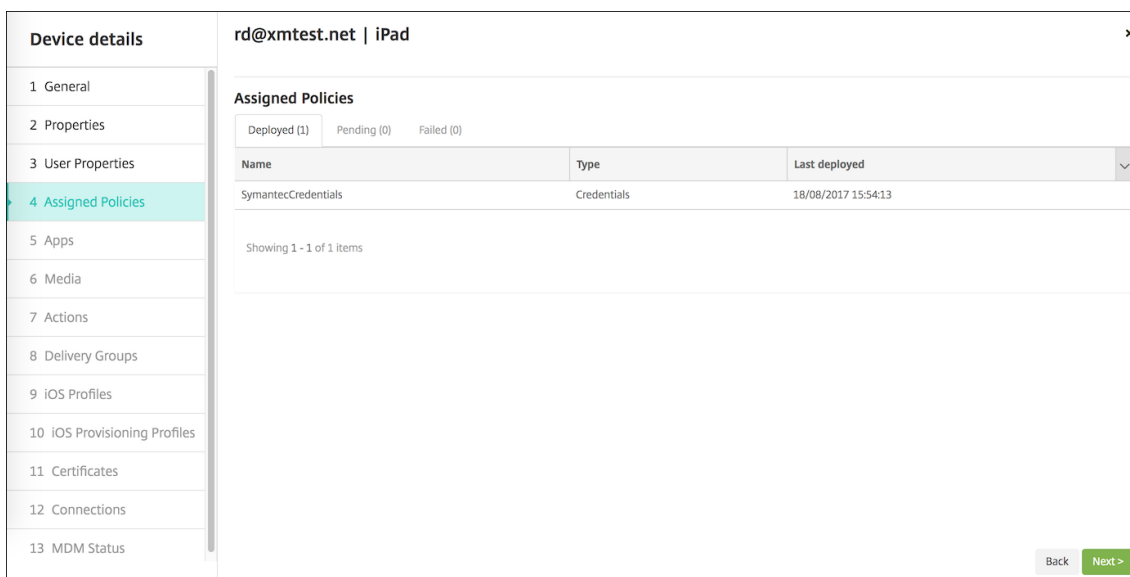 Device details
1 General
2 Properties
3 User Properties
4 Assigned Policies
5 Apps
6 Media
7 Actions
8 Delivery Groups
9 iOS Profiles
10 iOS Provisioning Profiles
11 Certificates
12 Connections
13 MDM Status
rd@xmtest.net | iPad
Assigned Policies
Deployed (1) Pending (0) Failed (0)
Name Type Last deployed
SymantecCredentials Credentials 18/08/2017 15:54:13
Showing 1 - 1 of 1 items
Back Next >